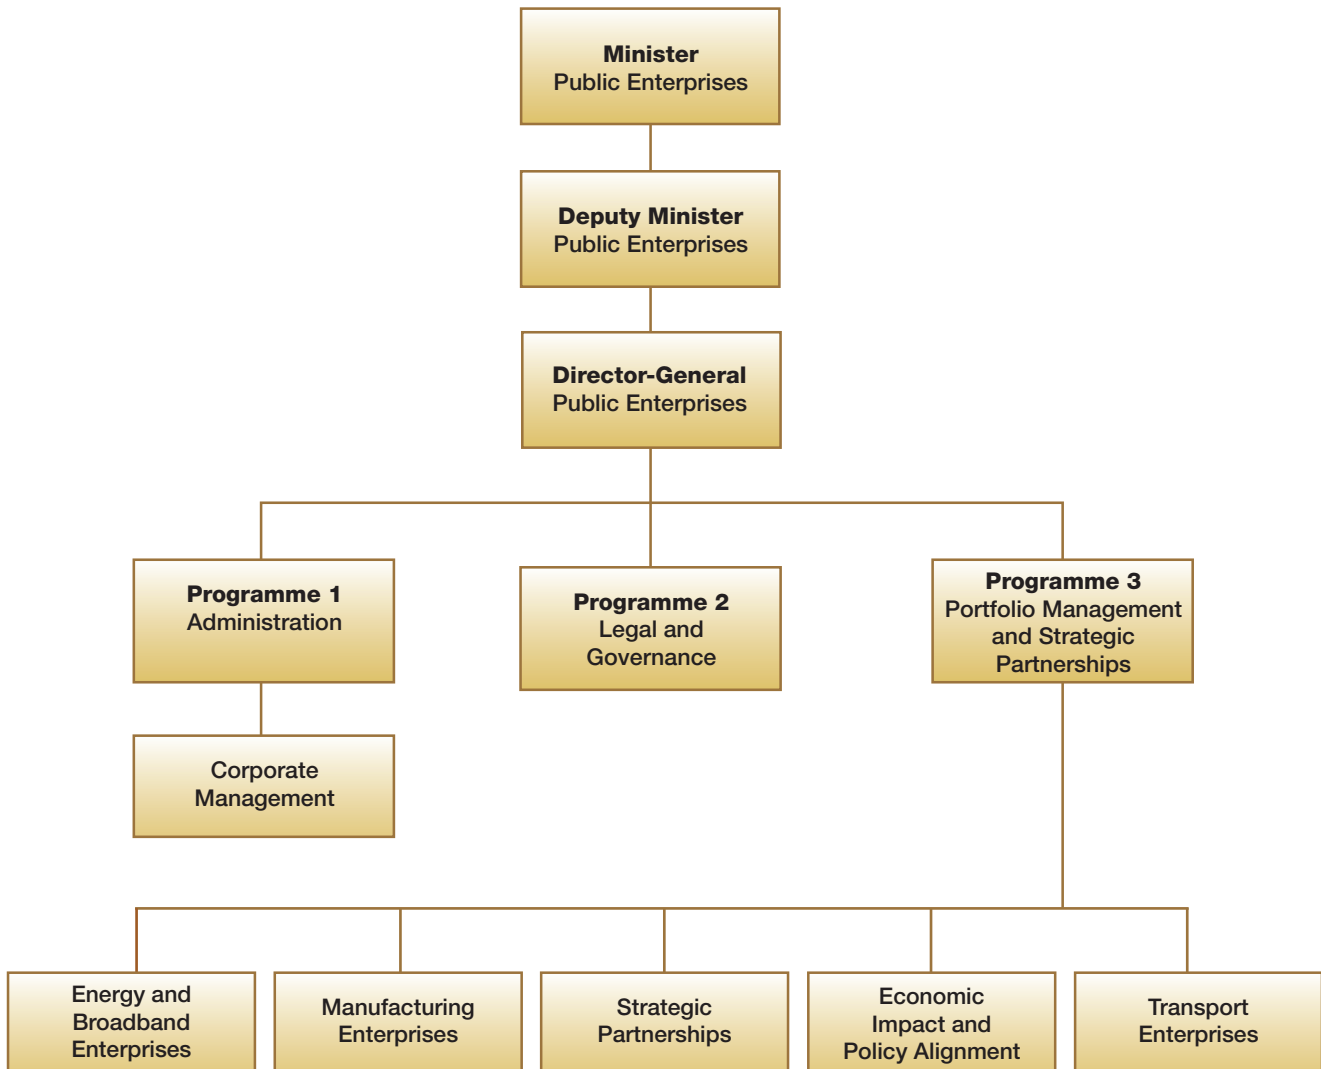 Minister
Public Enterprises
Deputy Minister
Public Enterprises
Director-General
Public Enterprises
Programme 1
Administration
Programme 2
Legal and
Governance
Programme 3
Portfolio Management
and Strategic
Partnerships
Corporate
Management
Energy and
Broadband
Enterprises
Manufacturing
Enterprises
Strategic
Partnerships
Economic
Impact and
Policy Alignment
Transport
Enterprises